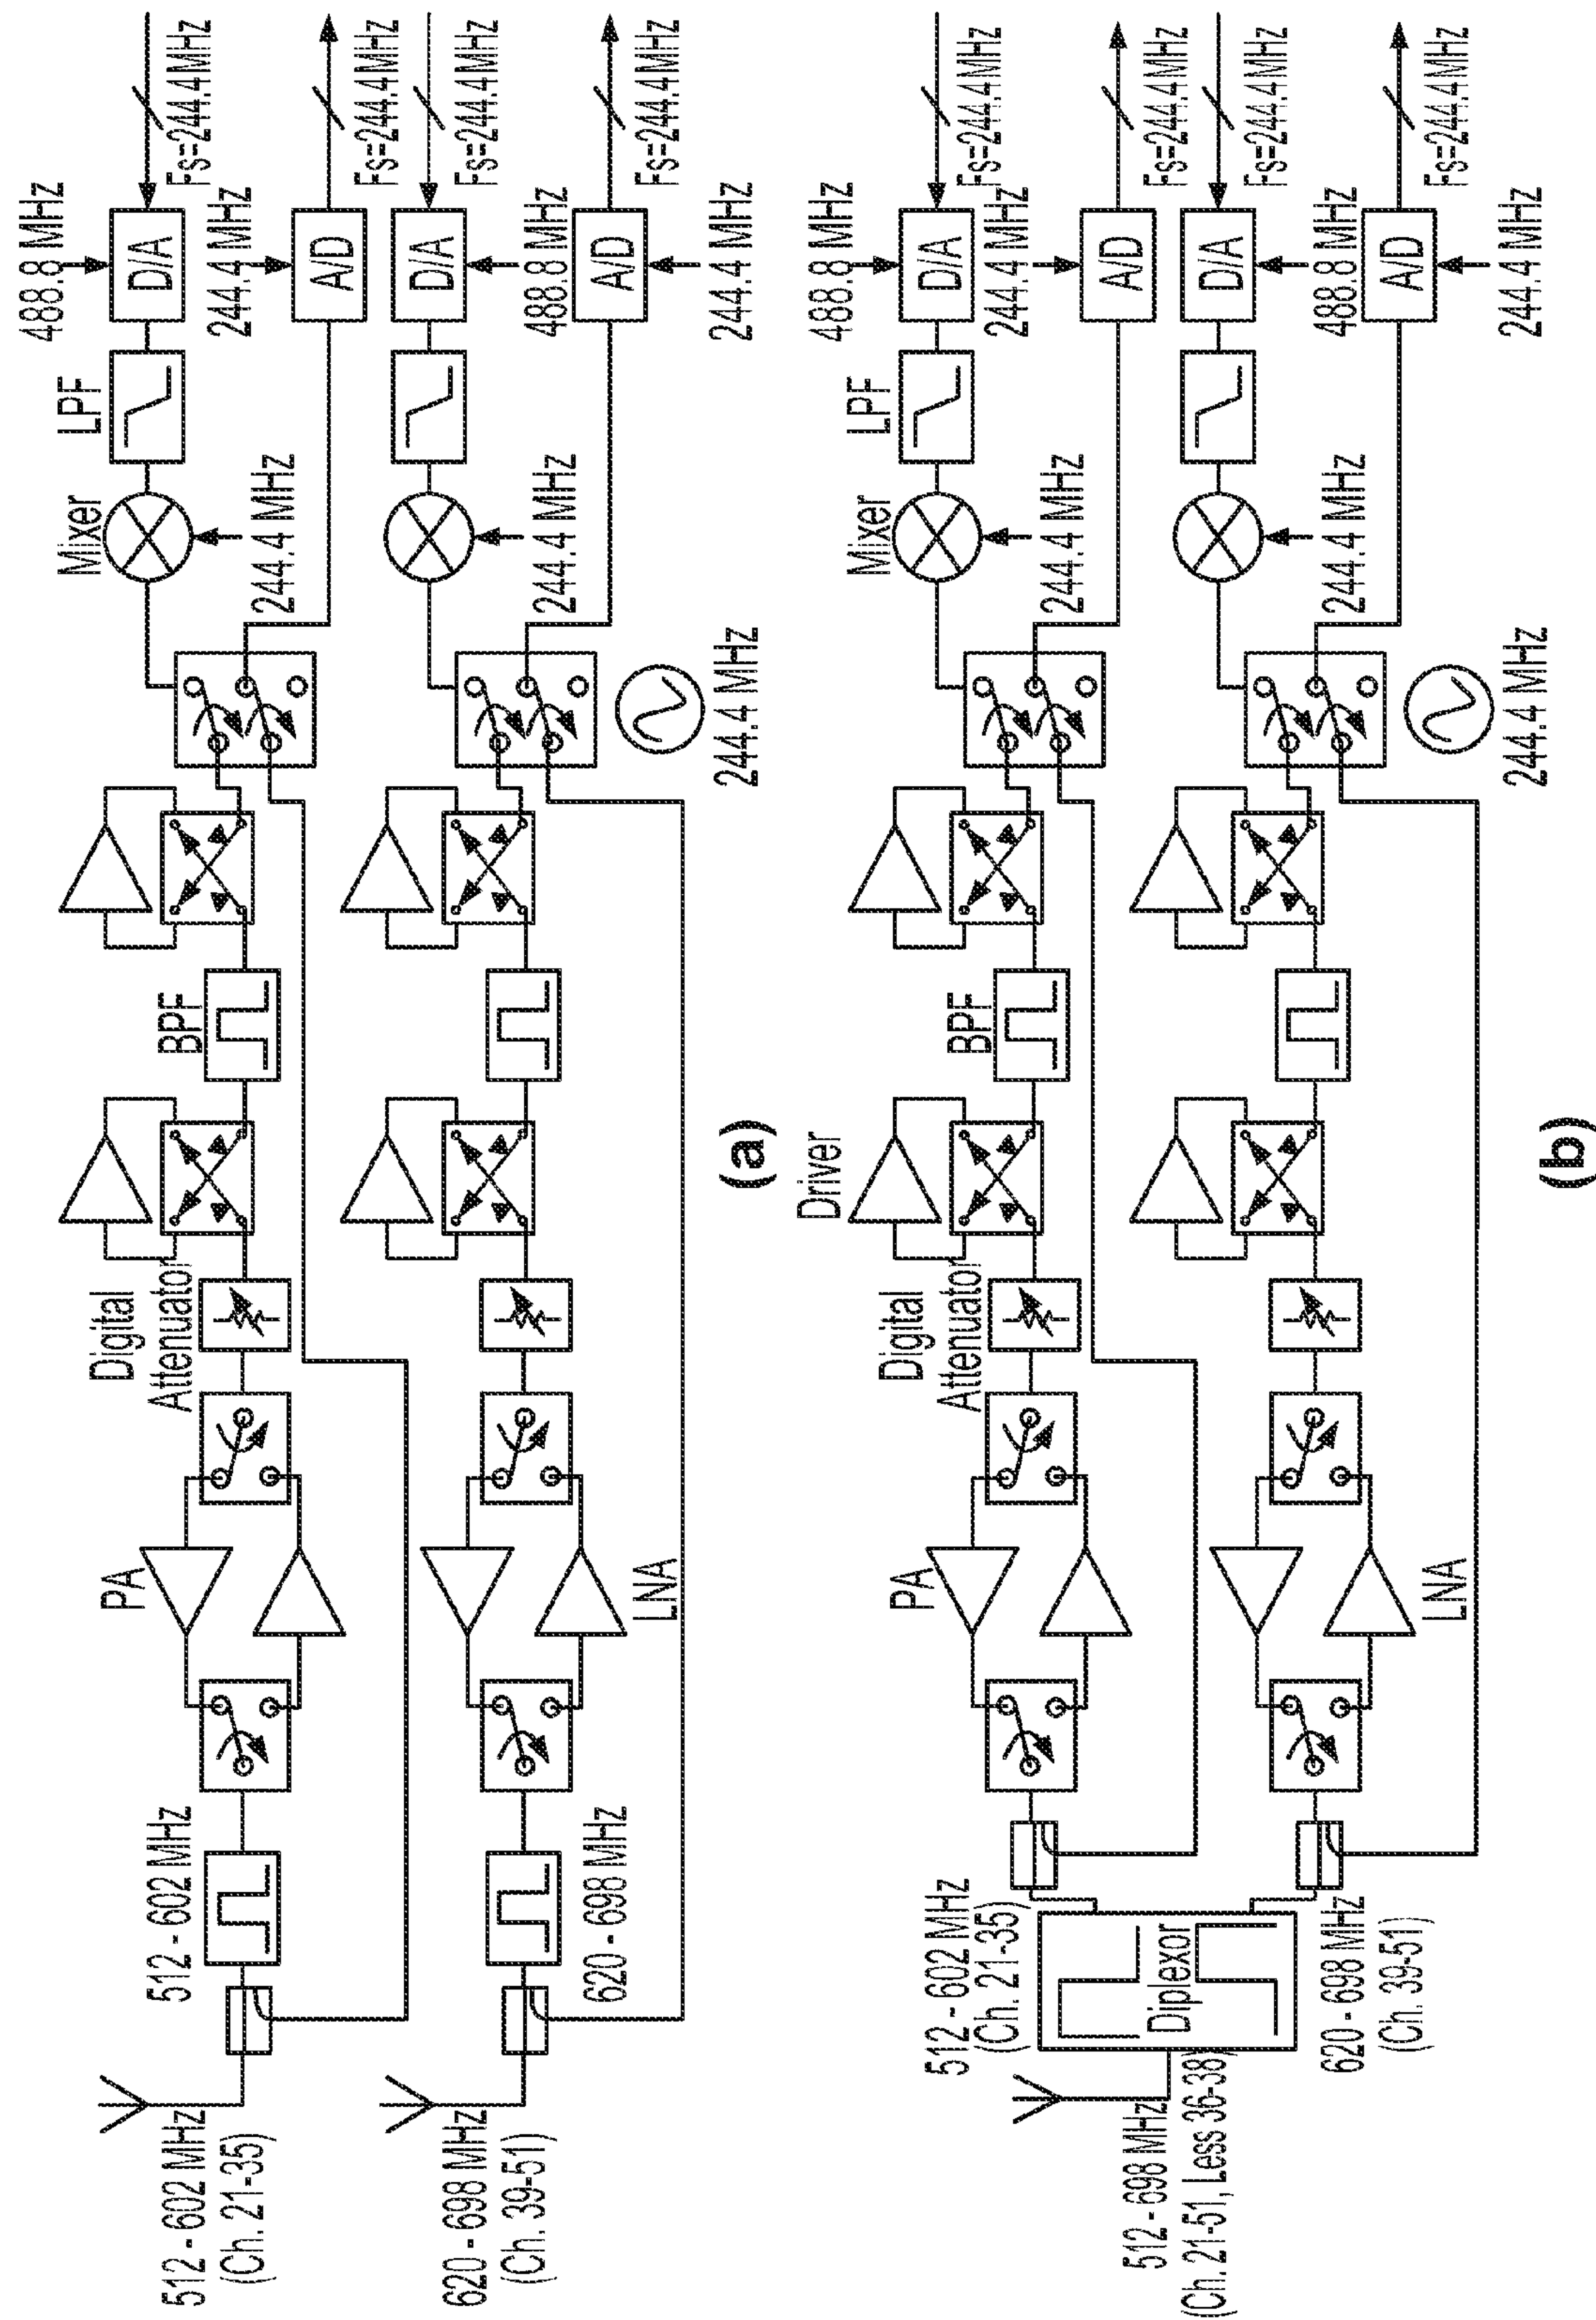 512 - 602 MHz
(Ch. 21-35)
512 - 602 MHz
PA
Digital
Attenuator
BPF
Mixer
244.4 MHz
LPF
488.8 MHz
D/A
Fs=244.4MHz
244.4 MHz
A/D
Fs=244.4MHz
620 - 698 MHz
(Ch. 39-51)
620 - 698 MHz
LNA
244.4 MHz
244.4 MHz
D/A
488.8 MHz
Fs=244.4MHz
A/D
244.4 MHz
Fs=244.4MHz
(a)
512 - 698 MHz
(Ch. 21-51, Less 36-38)
Diplexor
512 - 602 MHz
(Ch. 21-35)
PA
Digital
Attenuator
Driver
BPF
Mixer
244.4 MHz
LPF
488.8 MHz
D/A
Fs=244.4MHz
244.4 MHz
A/D
Fs=244.4MHz
620 - 698 MHz
(Ch. 39-51)
LNA
244.4 MHz
244.4 MHz
D/A
488.8 MHz
Fs=244.4MHz
A/D
244.4 MHz
Fs=244.4MHz
(b)